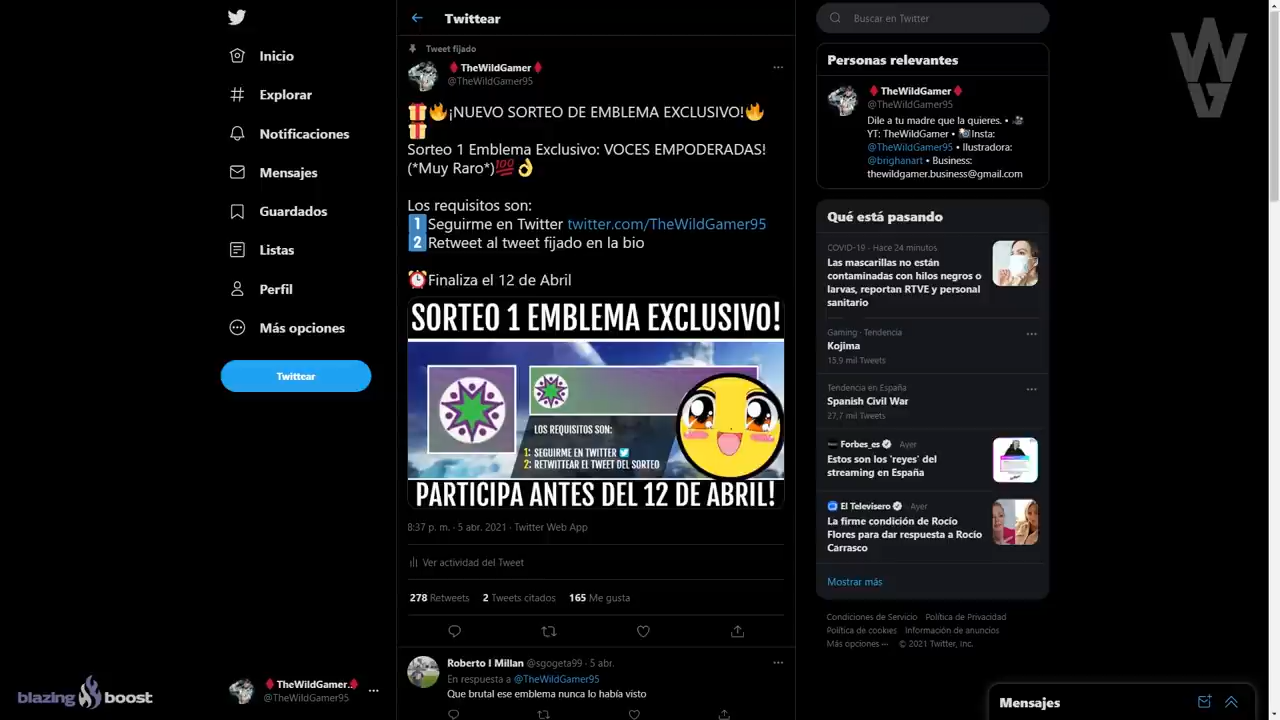 Inicio
Explorar
Notificaciones
Mensajes
Guardados
Listas
Perfil
Más opciones
Twittear
blazing boost
TheWildGamer
@TheWildGamer95
Twittear
Tweet fijado
TheWildGamer
@TheWildGamer95
🎁🔥¡NUEVO SORTEO DE EMBLEMA EXCLUSIVO!🔥
🎁
Sorteo 1 Emblema Exclusivo: VOCES EMPODERADAS!
(*Muy Raro*)💯👌
Los requisitos son:
1️⃣Seguirme en Twitter twitter.com/TheWildGamer95
2️⃣Retweet al tweet fijado en la bio
⏰Finaliza el 12 de Abril
SORTEO 1 EMBLEMA EXCLUSIVO!
LOS REQUISITOS SON:
1: SEGUIRME EN TWITTER
2: RETWITTEAR EL TWEET DEL SORTEO
PARTICIPA ANTES DEL 12 DE ABRIL!
8:37 p. m. · 5 abr. 2021 · Twitter Web App
Ver actividad del Tweet
278 Retweets 2 Tweets citados 165 Me gusta
Roberto I Millan @sgogeta99 · 5 abr.
En respuesta a @TheWildGamer95
Que brutal ese emblema nunca lo había visto
Buscar en Twitter
Personas relevantes
TheWildGamer
@TheWildGamer95
Dile a tu madre que la quieres. •
YT: TheWildGamer • 📸Insta:
@TheWildGamer95 • Ilustradora:
@brighanart • Business:
thewildgamer.business@gmail.com
Qué está pasando
COVID-19 · Hace 24 minutos
Las mascarillas no están
contaminadas con hilos negros o
larvas, reportan RTVE y personal
sanitario
Gaming · Tendencia
Kojima
15,9 mil Tweets
Tendencia en España
Spanish Civil War
27,7 mil Tweets
Forbes_es Ayer
Estos son los 'reyes' del
streaming en España
El Televisero Ayer
La firme condición de Rocío
Flores para dar respuesta a Rocío
Carrasco
Mostrar más
Condiciones de Servicio Política de Privacidad
Política de cookies Información de anuncios
Más opciones ··· © 2021 Twitter, Inc.
Mensajes
WG